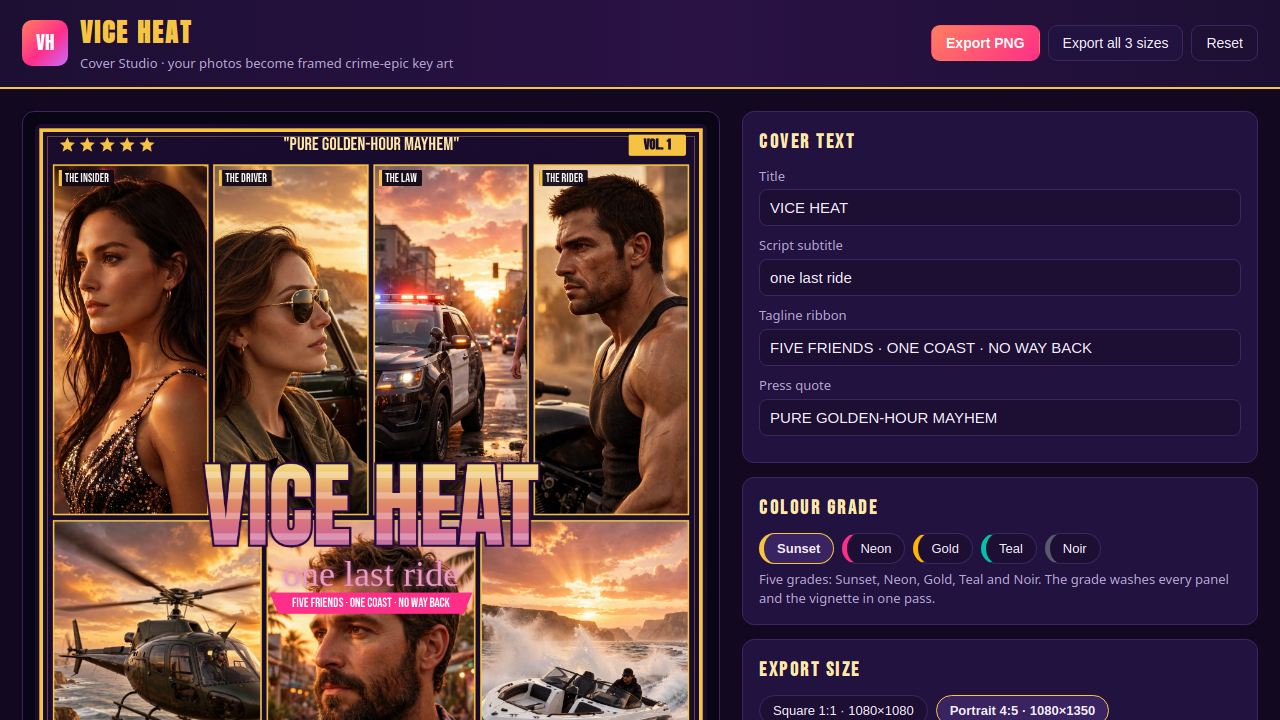 VH
VICE HEAT
Cover Studio · your photos become framed crime-epic key art
Export PNG
Export all 3 sizes
Reset
"PURE GOLDEN-HOUR MAYHEM"
VOL. 1
THE INSIDER
THE DRIVER
THE LAW
THE RIDER
VICE HEAT
one last ride
FIVE FRIENDS · ONE COAST · NO WAY BACK
COVER TEXT
Title
VICE HEAT
Script subtitle
one last ride
Tagline ribbon
FIVE FRIENDS · ONE COAST · NO WAY BACK
Press quote
PURE GOLDEN-HOUR MAYHEM
COLOUR GRADE
Sunset
Neon
Gold
Teal
Noir
Five grades: Sunset, Neon, Gold, Teal and Noir. The grade washes every panel
and the vignette in one pass.
EXPORT SIZE
Square 1:1 · 1080×1080
Portrait 4:5 · 1080×1350